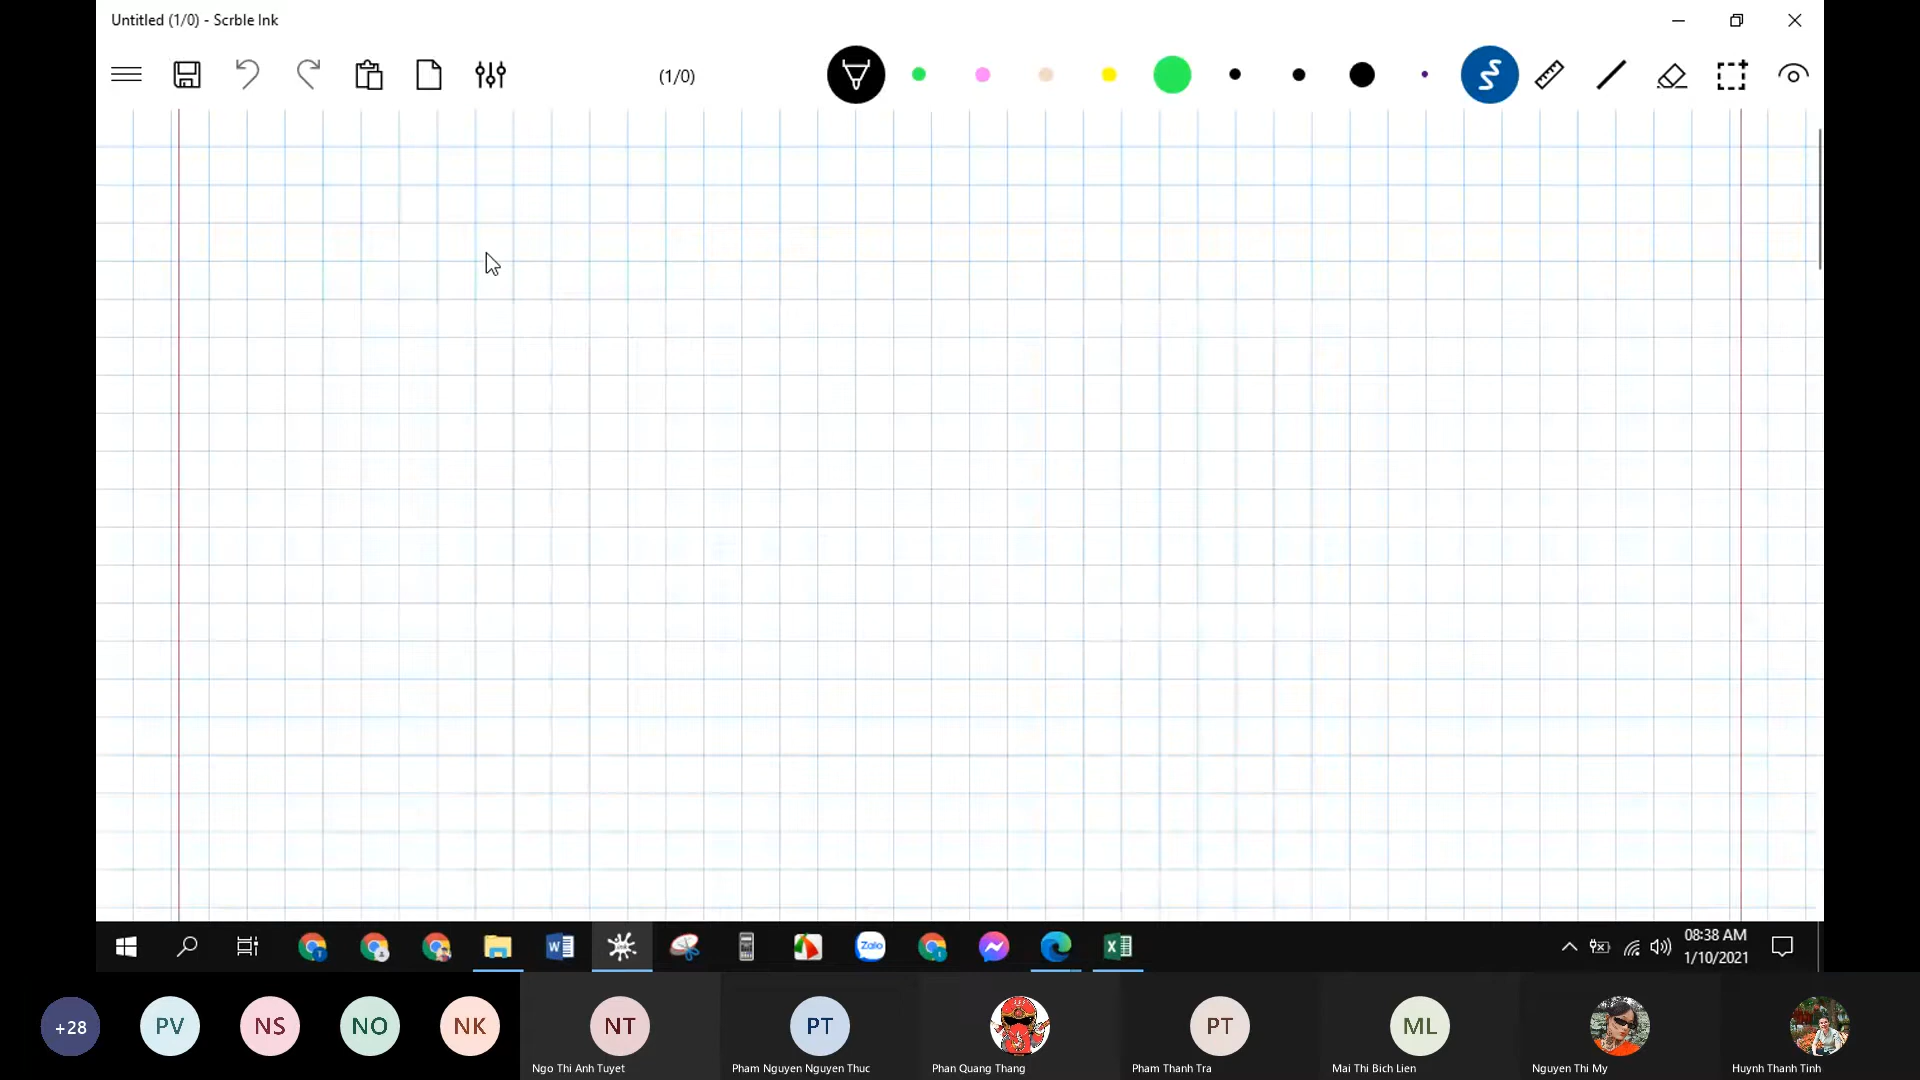 Untitled (1/0) - Scrble Ink
(1/0)
Zalo
08:38 AM
1/10/2021
+28
PV
NS
NO
NK
NT
PT
PT
ML
Ngo Thi Anh Tuyet
Pham Nguyen Nguyen Thuc
Phan Quang Thang
Pham Thanh Tra
Mai Thi Bich Lien
Nguyen Thi My
Huynh Thanh Tinh